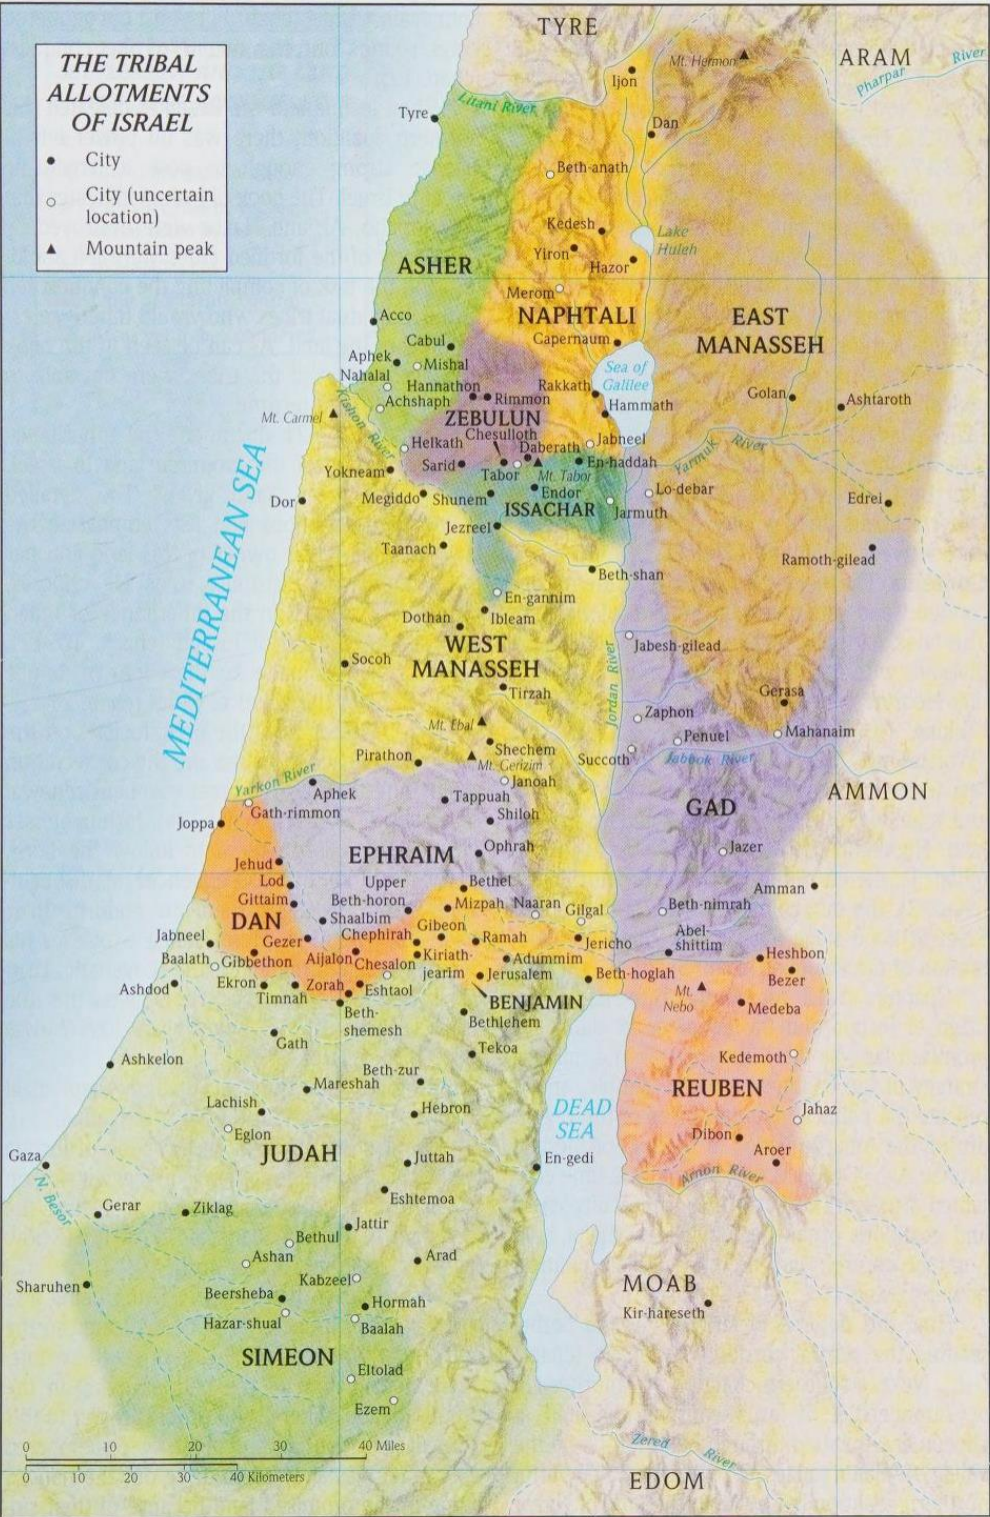 THE TRIBAL
ALLOTMENTS
OF ISRAEL
City
City (uncertain
location)
Mountain peak
TYRE
ARAM
Mt. Hermon
Pharpar River
Ijon
Litani River
Tyre
Dan
Beth-anath
Kedesh
Lake
Huleh
Yiron
Hazor
ASHER
Merom
NAPHTALI
EAST
MANASSEH
Acco
Capernaum
Cabul
Aphek
Mishal
Sea of
Galilee
Nahalal
Hannathon
Rakkath
Rimmon
Golan
Ashtaroth
Achshaph
Hammath
Mt. Carmel
Kishon River
ZEBULUN
Chesulloth
Helkath
Daberath
Jabneel
Yarmuk River
Yokneam
Sarid
Tabor
Mt. Tabor
En-haddah
Megiddo
Shunem
Endor
Lo-debar
Dor
ISSACHAR
Jarmuth
Edrei
Jezreel
Taanach
Ramoth-gilead
Beth-shan
MEDITERRANEAN SEA
En-gannim
Dothan
Ibleam
WEST
MANASSEH
Jabesh-gilead
Socoh
Jordan River
Tirzah
Gerasa
Zaphon
Mt. Ebal
Mahanaim
Penuel
Shechem
Pirathon
Mt. Gerizim
Succoth
Jabbok River
Janoah
Yarkon River
Aphek
Tappuah
AMMON
Gath-rimmon
Shiloh
GAD
Joppa
EPHRAIM
Ophrah
Jazer
Jehud
Lod
Upper
Beth-horon
Bethel
Amman
Gittaim
Mizpah
Naaran
Gilgal
Beth-nimrah
DAN
Shaalbim
Gibeon
Jabneel
Gezer
Chephirah
Ramah
Jericho
Abel-
shittim
Baalath
Gibbethon
Aijalon
Chesalon
Kiriath-
jearim
Adummim
Heshbon
Ashdod
Ekron
Timnah
Zorah
Eshtaol
Jerusalem
Beth-hoglah
Bezer
BENJAMIN
Mt.
Nebo
Medeba
Beth-
shemesh
Bethlehem
Gath
Tekoa
Ashkelon
Kedemoth
Beth-zur
Mareshah
REUBEN
Lachish
Hebron
DEAD
SEA
Jahaz
Eglon
Dibon
Gaza
JUDAH
Juttah
En-gedi
Aroer
Arnon River
N. Besor
Eshtemoa
Gerar
Ziklag
Jattir
Bethul
Ashan
Arad
Sharuhen
Kabzeel
MOAB
Beersheba
Hormah
Kir-hareseth
Hazar-shual
Baalah
SIMEON
Eltolad
Ezem
0 10 20 30 40 Miles
0 10 20 30 40 Kilometers
Zered River
EDOM